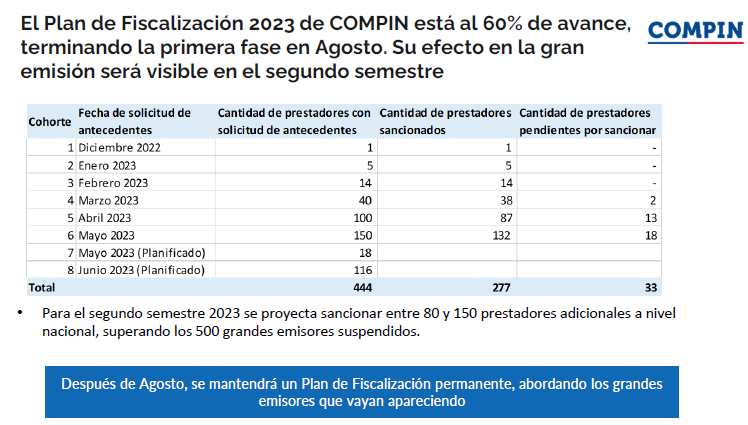 El Plan de Fiscalización 2023 de COMPIN está al 60% de avance,
terminando la primera fase en Agosto. Su efecto en la gran
emisión será visible en el segundo semestre
COMPIN
Cohorte Fecha de solicitud de antecedentes Cantidad de prestadores con solicitud de antecedentes Cantidad de prestadores sancionados Cantidad de prestadores pendientes por sancionar
1 Diciembre 2022 1 1 -
2 Enero 2023 5 5 -
3 Febrero 2023 14 14 -
4 Marzo 2023 40 38 2
5 Abril 2023 100 87 13
6 Mayo 2023 150 132 18
7 Mayo 2023 (Planificado) 18
8 Junio 2023 (Planificado) 116
Total 444 277 33
• Para el segundo semestre 2023 se proyecta sancionar entre 80 y 150 prestadores adicionales a nivel
nacional, superando los 500 grandes emisores suspendidos.
Después de Agosto, se mantendrá un Plan de Fiscalización permanente, abordando los grandes
emisores que vayan apareciendo